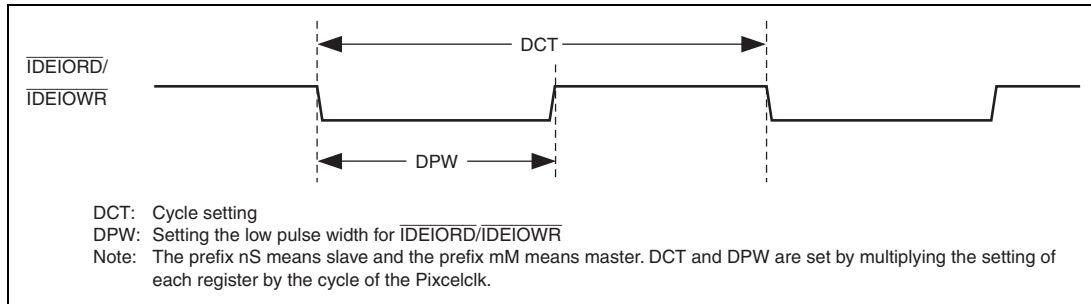 DCT
IDEIORD/
IDEIOWR
DPW
DCT: Cycle setting
DPW: Setting the low pulse width for IDEIORD/IDEIOWR
Note: The prefix nS means slave and the prefix mM means master. DCT and DPW are set by multiplying the setting of
each register by the cycle of the Pixcelclk.